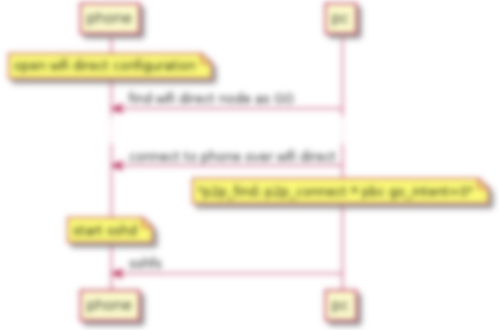 phone pc
open wifi direct configuration
find wifi direct node as GO
connect to phone over wifi direct
"p2p_find; p2p_connect * pbc go_intent=0"
start sshd
sshfs
phone pc